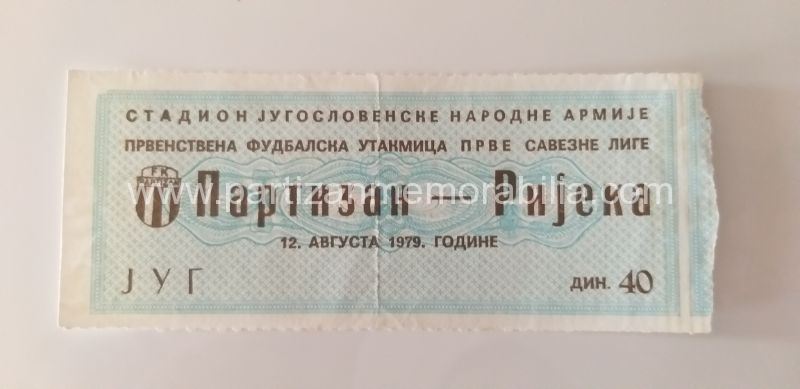 СТАДИОН ЈУГОСЛОВЕНСКЕ НАРОДНЕ АРМИЈЕ
ПРВЕНСТВЕНА ФУДБАЛСКА УТАКМИЦА ПРВЕ САВЕЗНЕ ЛИГЕ
FK
Партизан — Ријека
www.partizanmemorabilia.com
12. АВГУСТА 1979. ГОДИНЕ
ЈУГ
ДИН. 40